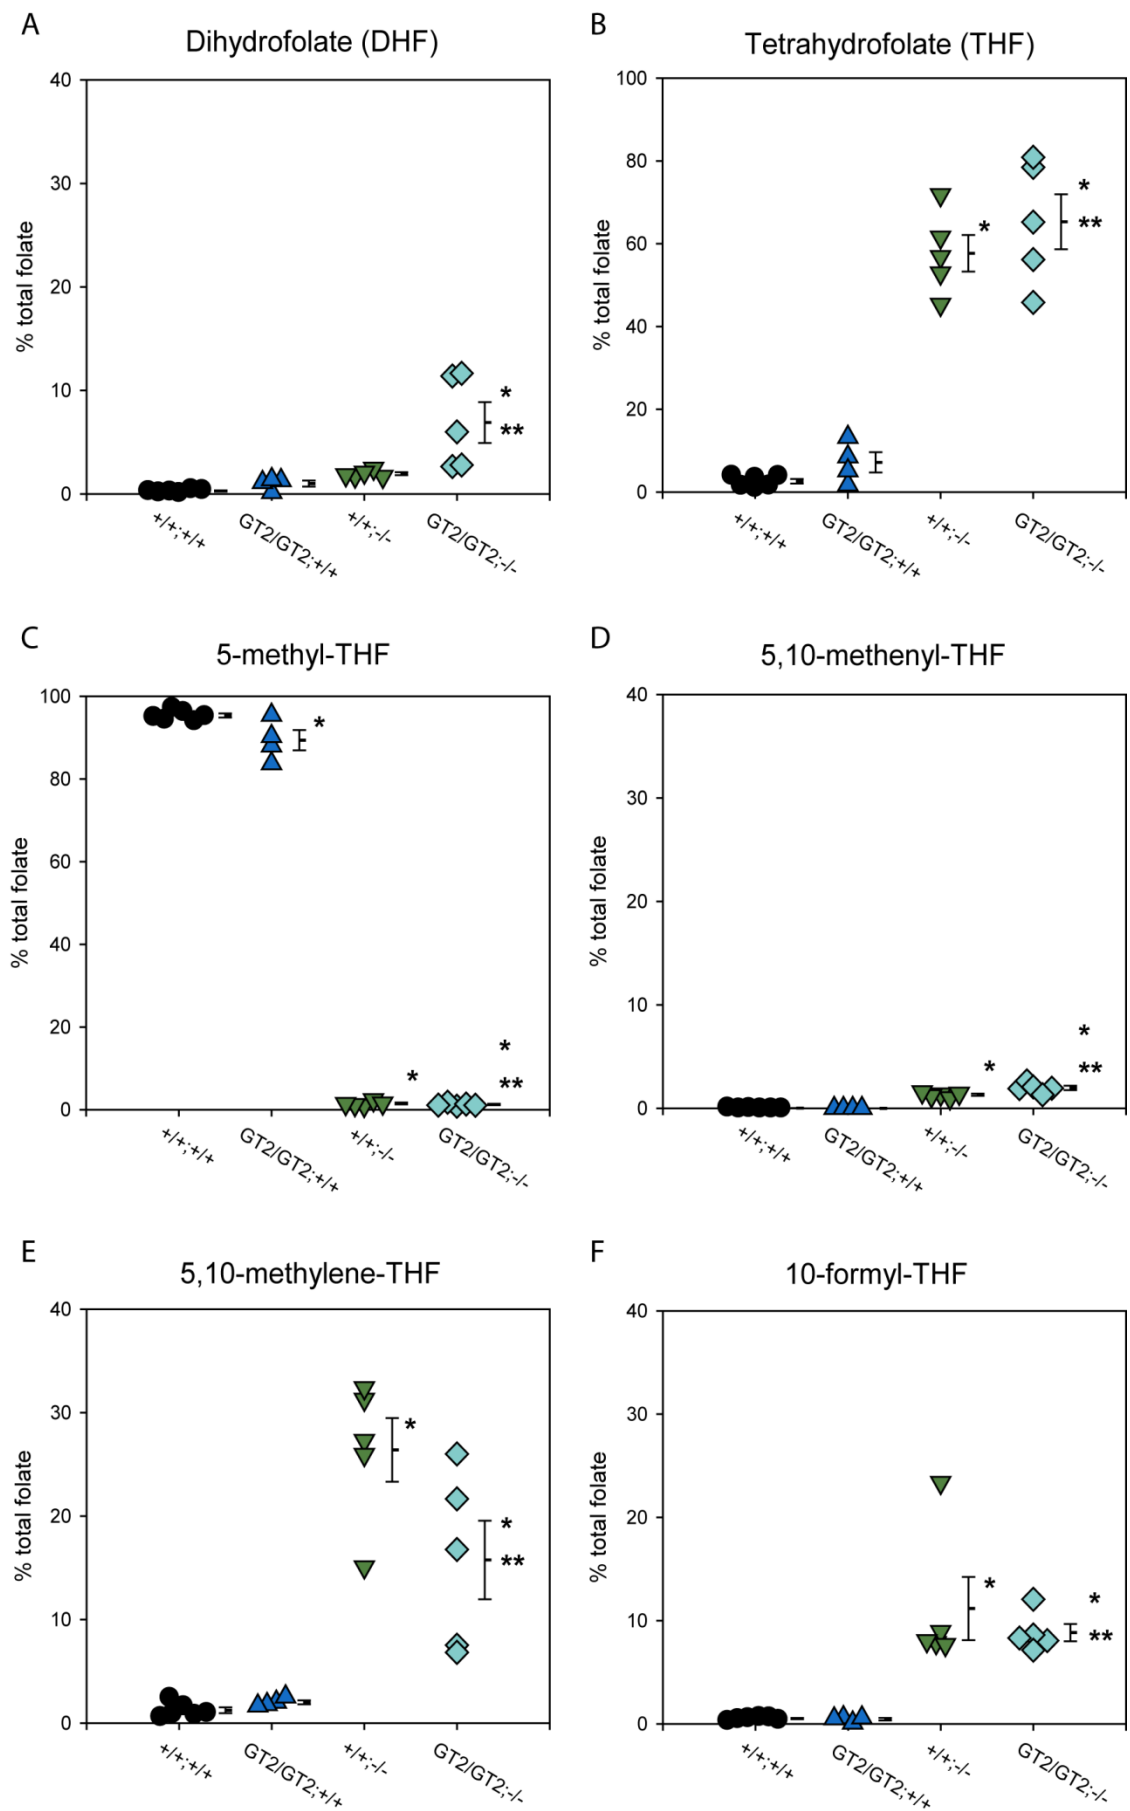 A
Dihydrofolate (DHF)
40
30
20
10
0
% total folate
*
**
+/+;+/+
GT2/GT2;+/+
+/+;-/-
GT2/GT2;-/-
B
Tetrahydrofolate (THF)
100
80
60
40
20
0
% total folate
*
*
**
+/+;+/+
GT2/GT2;+/+
+/+;-/-
GT2/GT2;-/-
C
5-methyl-THF
100
80
60
40
20
0
% total folate
*
*
*
**
+/+;+/+
GT2/GT2;+/+
+/+;-/-
GT2/GT2;-/-
D
5,10-methenyl-THF
40
30
20
10
0
% total folate
*
*
**
+/+;+/+
GT2/GT2;+/+
+/+;-/-
GT2/GT2;-/-
E
5,10-methylene-THF
40
30
20
10
0
% total folate
*
*
**
+/+;+/+
GT2/GT2;+/+
+/+;-/-
GT2/GT2;-/-
F
10-formyl-THF
40
30
20
10
0
% total folate
*
*
**
+/+;+/+
GT2/GT2;+/+
+/+;-/-
GT2/GT2;-/-